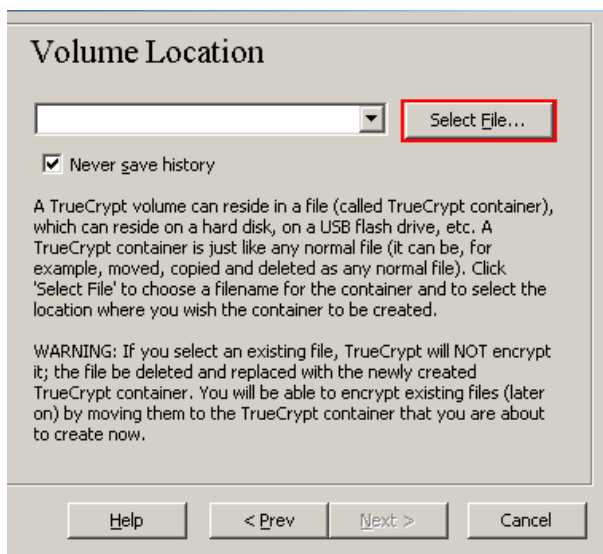 Volume Location
Select File...
Never save history
A TrueCrypt volume can reside in a file (called TrueCrypt container),
which can reside on a hard disk, on a USB flash drive, etc. A
TrueCrypt container is just like any normal file (it can be, for
example, moved, copied and deleted as any normal file). Click
'Select File' to choose a filename for the container and to select the
location where you wish the container to be created.
WARNING: If you select an existing file, TrueCrypt will NOT encrypt
it; the file be deleted and replaced with the newly created
TrueCrypt container. You will be able to encrypt existing files (later
on) by moving them to the TrueCrypt container that you are about
to create now.
Help < Prev Next > Cancel